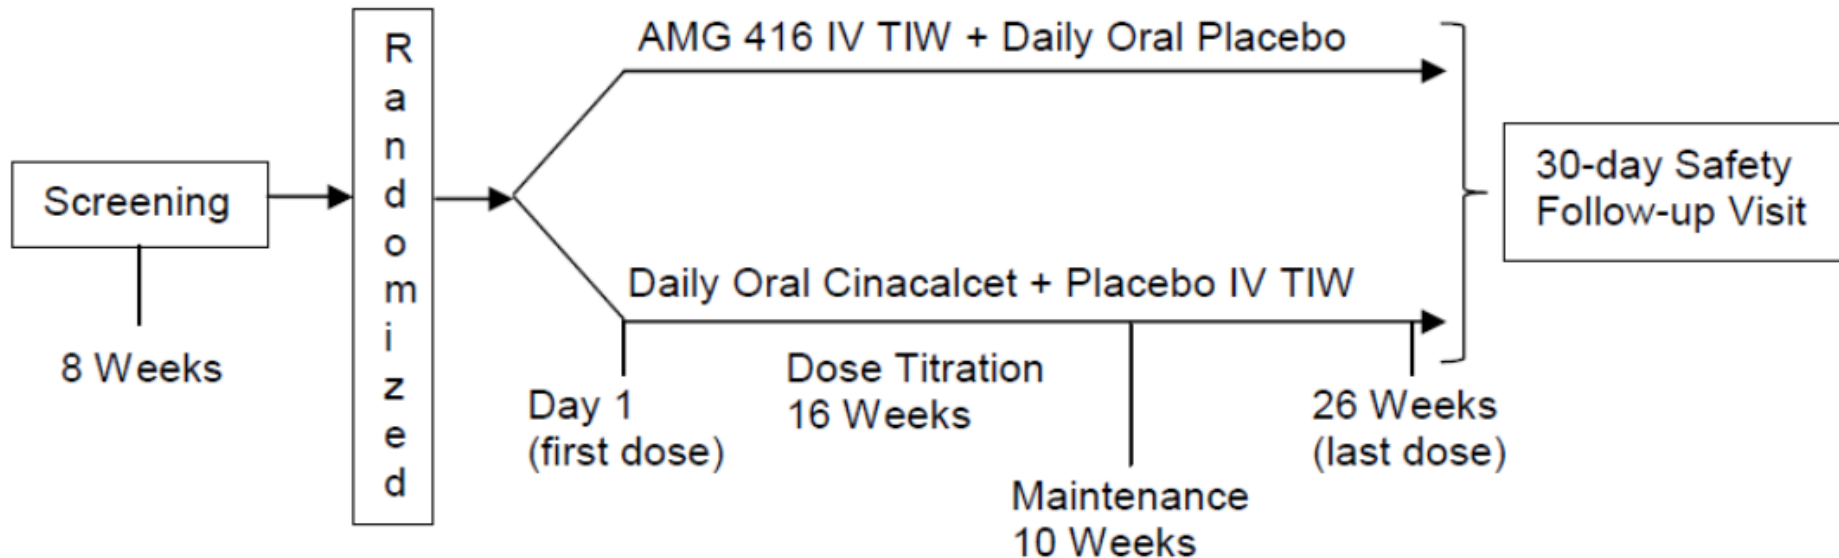 Screening
8 Weeks
Randomized
AMG 416 IV TIW + Daily Oral Placebo
Daily Oral Cinacalcet + Placebo IV TIW
Day 1
(first dose)
Dose Titration
16 Weeks
Maintenance
10 Weeks
26 Weeks
(last dose)
30-day Safety
Follow-up Visit